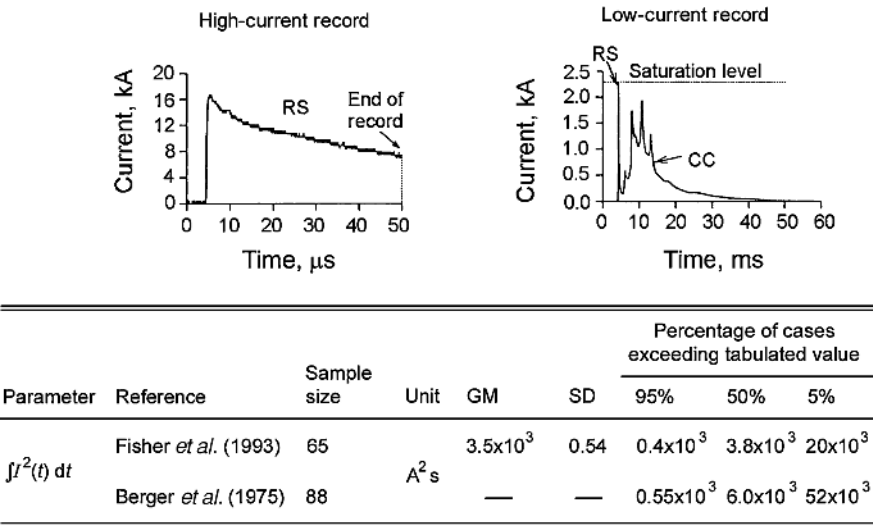 High-current record
Current, kA
20
16
12
8
4
0
RS
End of
record
0 10 20 30 40 50
Time, μs
Low-current record
Current, kA
2.5
2.0
1.5
1.0
0.5
0.0
RS
Saturation level
CC
0 10 20 30 40 50 60
Time, ms
Percentage of cases
exceeding tabulated value
Parameter Reference Sample size Unit GM SD 95% 50% 5%
∫I²(t) dt
Fisher et al. (1993) 65 3.5x10³ 0.54 0.4x10³ 3.8x10³ 20x10³
A² s
Berger et al. (1975) 88 — — 0.55x10³ 6.0x10³ 52x10³